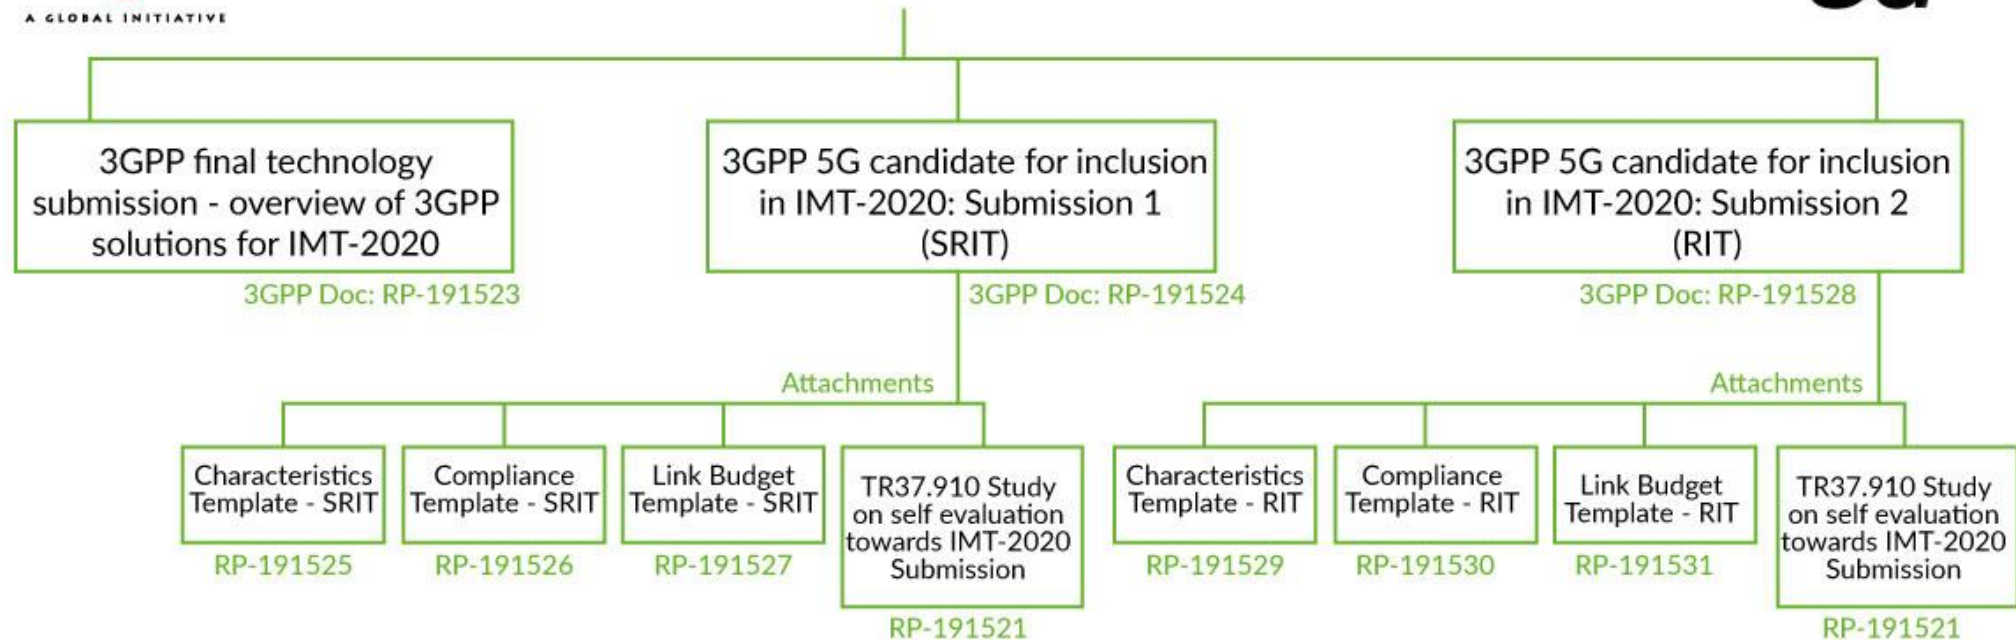 A GLOBAL INITIATIVE
3GPP final technology
submission - overview of 3GPP
solutions for IMT-2020
3GPP Doc: RP-191523
3GPP 5G candidate for inclusion
in IMT-2020: Submission 1
(SRIT)
3GPP Doc: RP-191524
3GPP 5G candidate for inclusion
in IMT-2020: Submission 2
(RIT)
3GPP Doc: RP-191528
Attachments
Characteristics
Template - SRIT
RP-191525
Compliance
Template - SRIT
RP-191526
Link Budget
Template - SRIT
RP-191527
TR37.910 Study
on self evaluation
towards IMT-2020
Submission
RP-191521
Attachments
Characteristics
Template - RIT
RP-191529
Compliance
Template - RIT
RP-191530
Link Budget
Template - RIT
RP-191531
TR37.910 Study
on self evaluation
towards IMT-2020
Submission
RP-191521